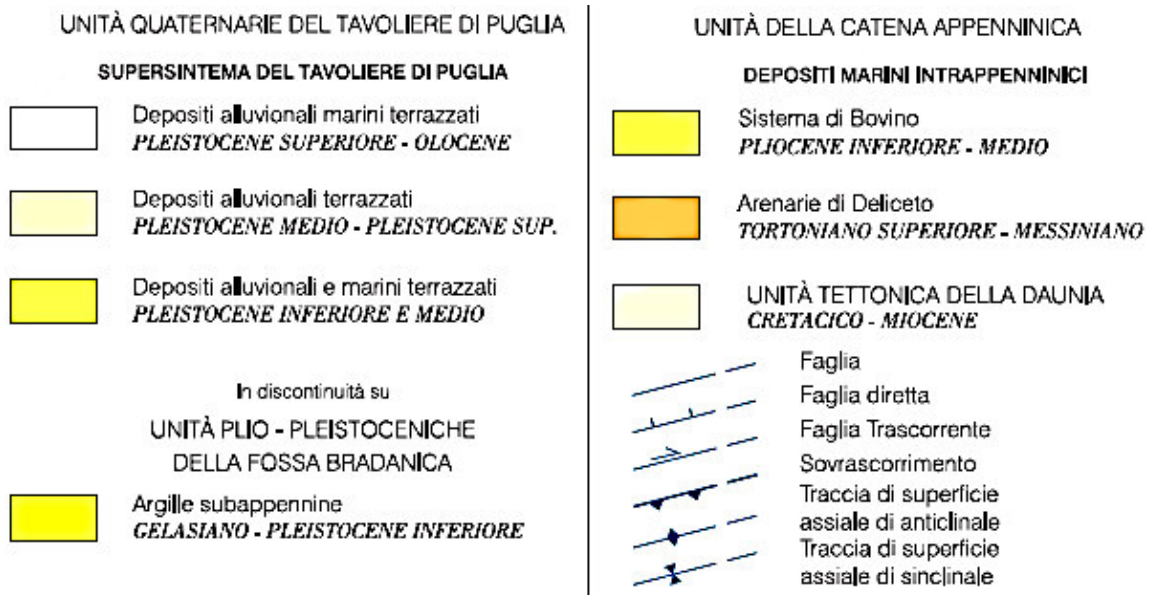 UNITÀ QUATERNARIE DEL TAVOLIERE DI PUGLIA
SUPERSINTEMA DEL TAVOLIERE DI PUGLIA
Depositi alluvionali marini terrazzati
PLEISTOCENE SUPERIORE - OLOCENE
Depositi alluvionali terrazzati
PLEISTOCENE MEDIO - PLEISTOCENE SUP.
Depositi alluvionali e marini terrazzati
PLEISTOCENE INFERIORE E MEDIO
In discontinuità su
UNITÀ PLIO - PLEISTOCENICHE
DELLA FOSSA BRADANICA
Argille subappennine
GELASIANO - PLEISTOCENE INFERIORE
UNITÀ DELLA CATENA APPENNINICA
DEPOSITI MARINI INTRAPPENNINICI
Sistema di Bovino
PLIOCENE INFERIORE - MEDIO
Arenarie di Deliceto
TORTONIANO SUPERIORE - MESSINIANO
UNITÀ TETTONICA DELLA DAUNIA
CRETACICO - MIOCENE
Faglia
Faglia diretta
Faglia Trascorrente
Sovrascorrimento
Traccia di superficie
assiale di anticlinale
Traccia di superficie
assiale di sinclinale